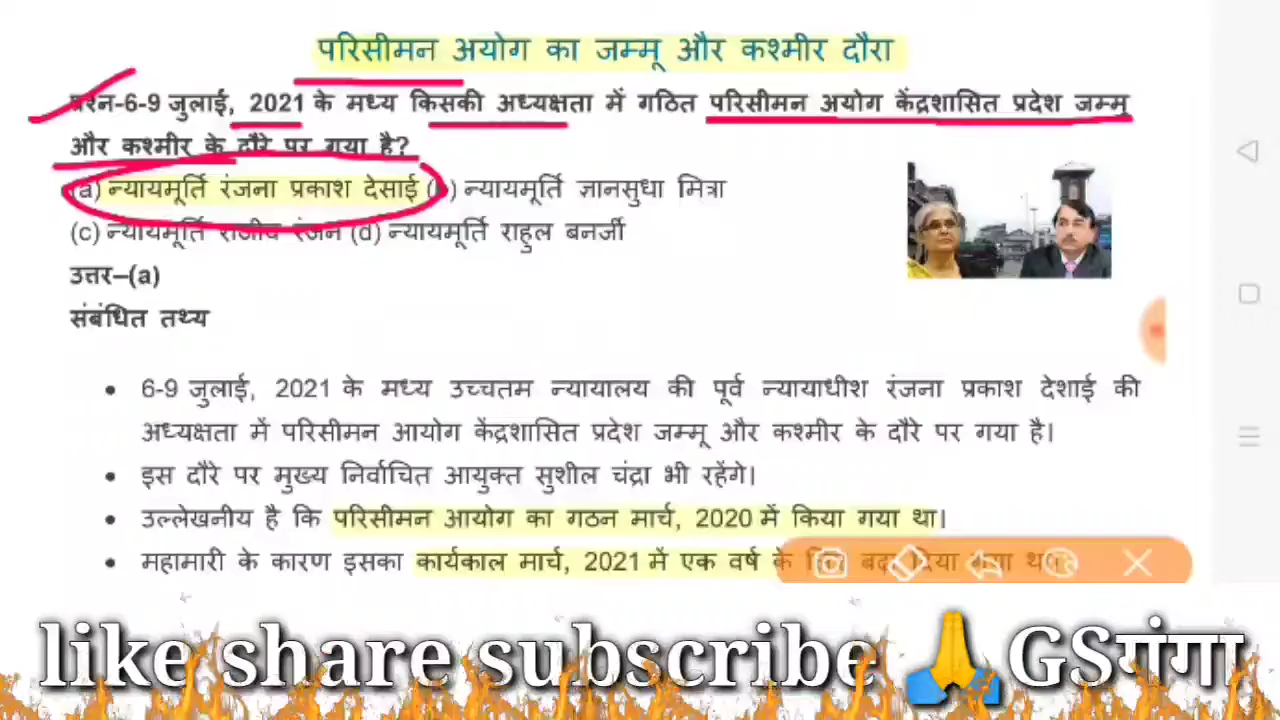 परिसीमन अयोग का जम्मू और कश्मीर दौरा
प्रश्न-6-9 जुलाई, 2021 के मध्य किसकी अध्यक्षता में गठित परिसीमन अयोग केंद्रशासित प्रदेश जम्मू
और कश्मीर के दौरे पर गया है?
(a) न्यायमूर्ति रंजना प्रकाश देसाई (b) न्यायमूर्ति ज्ञानसुधा मित्रा
(c) न्यायमूर्ति राजीव रंजन (d) न्यायमूर्ति राहुल बनर्जी
उत्तर–(a)
संबंधित तथ्य
• 6-9 जुलाई, 2021 के मध्य उच्चतम न्यायालय की पूर्व न्यायाधीश रंजना प्रकाश देशाई की
अध्यक्षता में परिसीमन आयोग केंद्रशासित प्रदेश जम्मू और कश्मीर के दौरे पर गया है।
• इस दौरे पर मुख्य निर्वाचित आयुक्त सुशील चंद्रा भी रहेंगे।
• उल्लेखनीय है कि परिसीमन आयोग का गठन मार्च, 2020 में किया गया था।
• महामारी के कारण इसका कार्यकाल मार्च, 2021 में एक वर्ष के लिए बढ़ा दिया गया था।
like share subscribe 🙏 GSगंगा